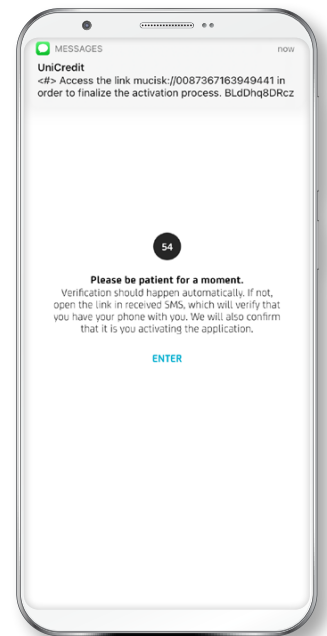 MESSAGES now
UniCredit
<#> Access the link mucisk://0087367163949441 in
order to finalize the activation process. BLdDhq8DRcz
54
Please be patient for a moment.
Verification should happen automatically. If not,
open the link in received SMS, which will verify that
you have your phone with you. We will also confirm
that it is you activating the application.
ENTER